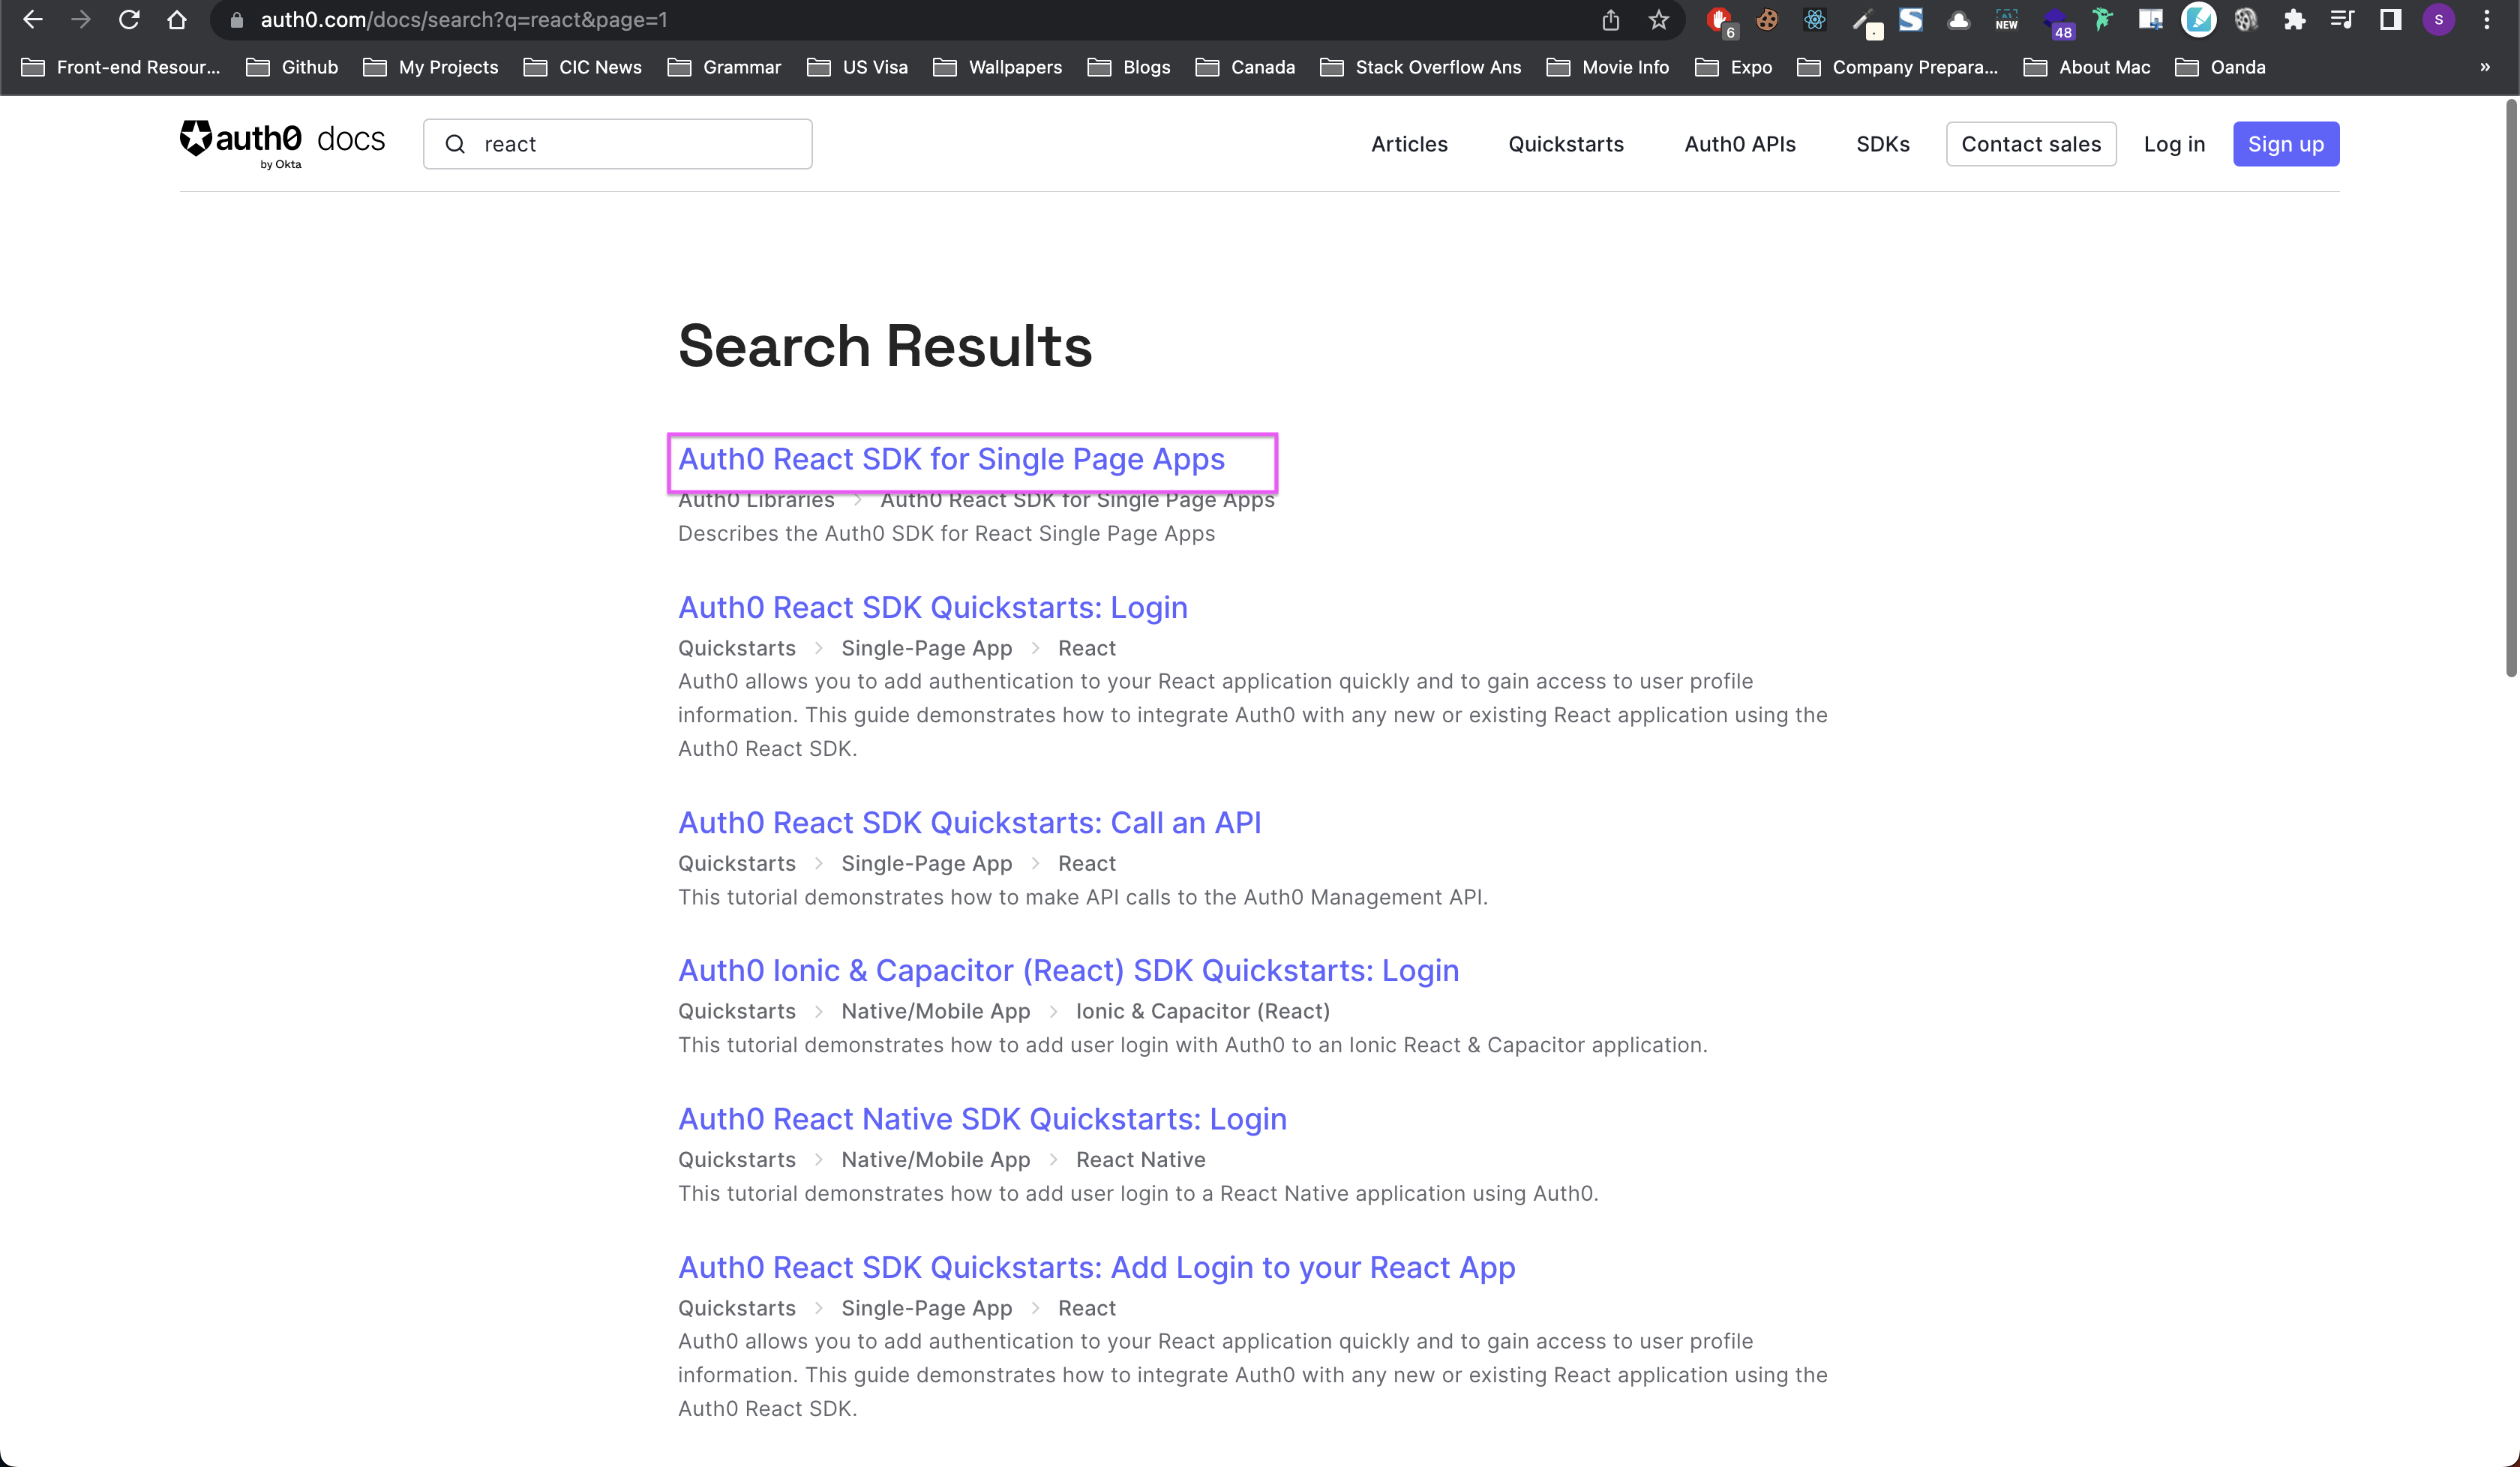 auth0.com/docs/search?q=react&page=1
6
NEW
48
S
Front-end Resour...
Github
My Projects
CIC News
Grammar
US Visa
Wallpapers
Blogs
Canada
Stack Overflow Ans
Movie Info
Expo
Company Prepara...
About Mac
Oanda
»
auth0 docs
by Okta
react
Articles
Quickstarts
Auth0 APIs
SDKs
Contact sales
Log in
Sign up
Search Results
Auth0 React SDK for Single Page Apps
Auth0 Libraries > Auth0 React SDK for Single Page Apps
Describes the Auth0 SDK for React Single Page Apps
Auth0 React SDK Quickstarts: Login
Quickstarts > Single-Page App > React
Auth0 allows you to add authentication to your React application quickly and to gain access to user profile
information. This guide demonstrates how to integrate Auth0 with any new or existing React application using the
Auth0 React SDK.
Auth0 React SDK Quickstarts: Call an API
Quickstarts > Single-Page App > React
This tutorial demonstrates how to make API calls to the Auth0 Management API.
Auth0 Ionic & Capacitor (React) SDK Quickstarts: Login
Quickstarts > Native/Mobile App > Ionic & Capacitor (React)
This tutorial demonstrates how to add user login with Auth0 to an Ionic React & Capacitor application.
Auth0 React Native SDK Quickstarts: Login
Quickstarts > Native/Mobile App > React Native
This tutorial demonstrates how to add user login to a React Native application using Auth0.
Auth0 React SDK Quickstarts: Add Login to your React App
Quickstarts > Single-Page App > React
Auth0 allows you to add authentication to your React application quickly and to gain access to user profile
information. This guide demonstrates how to integrate Auth0 with any new or existing React application using the
Auth0 React SDK.